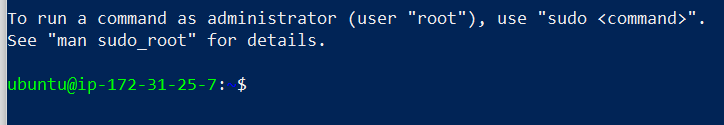 To run a command as administrator (user "root"), use "sudo <command>".
See "man sudo_root" for details.
ubuntu@ip-172-31-25-7:~$